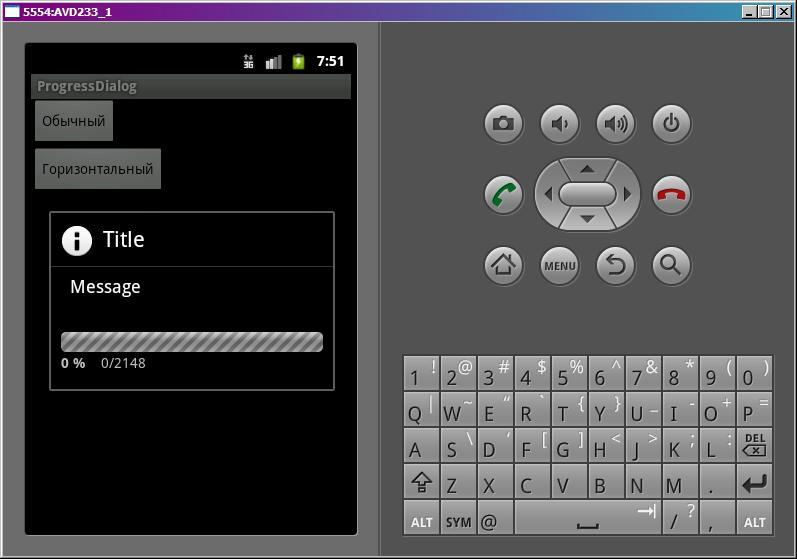 5554:AVD233_1
3G 7:51
ProgressDialog
Обычный
Горизонтальный
Title
Message
0 % 0/2148
MENU
1 ! 2 @ 3 # 4 $ 5 % 6 ^ 7 & 8 * 9 ( 0 )
Q | W ~ E “ R ` T { Y } U _ I - O + P =
A S \ D ‘ F [ G ] H < J > K ; L : DEL
Z X C V B N M .
ALT SYM @ / ? , ALT